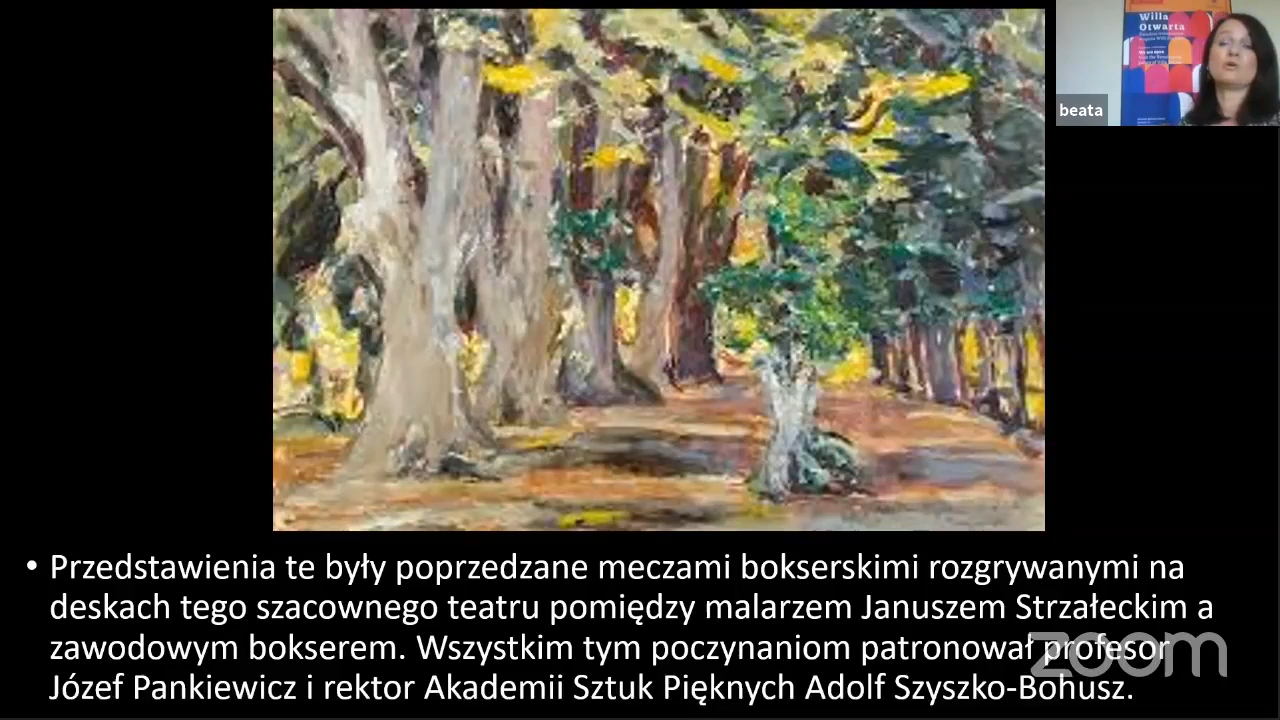 Willa
Otwarta
beata
• Przedstawienia te były poprzedzane meczami bokserskimi rozgrywanymi na
deskach tego szacownego teatru pomiędzy malarzem Januszem Strzałeckim a
zawodowym bokserem. Wszystkim tym poczynaniom patronował profesor
Józef Pankiewicz i rektor Akademii Sztuk Pięknych Adolf Szyszko-Bohusz.
zoom